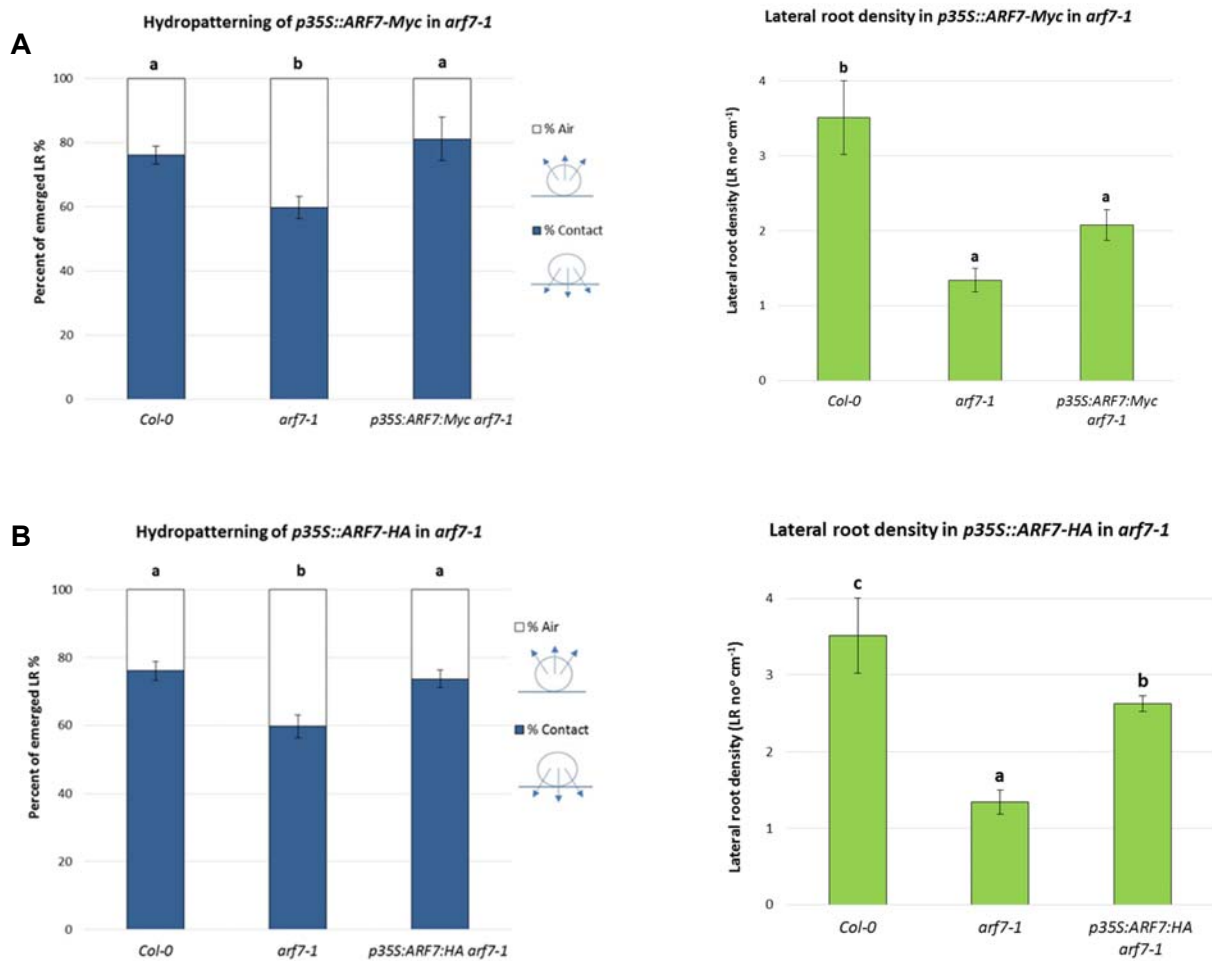 A
Hydropatterning of p35S::ARF7-Myc in arf7-1
a
b
a
100
80
60
40
20
0
Percent of emerged LR %
Col-0
arf7-1
p35S:ARF7:Myc arf7-1
% Air
% Contact
Lateral root density in p35S::ARF7-Myc in arf7-1
b
a
a
4
3
2
1
0
Lateral root density (LR noº cm⁻¹)
Col-0
arf7-1
p35S:ARF7:Myc
arf7-1
B
Hydropatterning of p35S::ARF7-HA in arf7-1
a
b
a
100
80
60
40
20
0
Percent of emerged LR %
Col-0
arf7-1
p35S:ARF7:HA arf7-1
% Air
% Contact
Lateral root density in p35S::ARF7-HA in arf7-1
c
a
b
4
3
2
1
0
Lateral root density (LR noº cm⁻¹)
Col-0
arf7-1
p35S:ARF7:HA
arf7-1